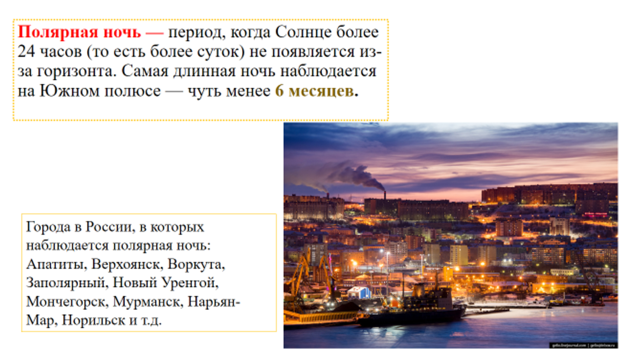 Полярная ночь — период, когда Солнце более
24 часов (то есть более суток) не появляется из-
за горизонта. Самая длинная ночь наблюдается
на Южном полюсе — чуть менее 6 месяцев.
Города в России, в которых
наблюдается полярная ночь:
Апатиты, Верхоянск, Воркута,
Заполярный, Новый Уренгой,
Мончегорск, Мурманск, Нарьян-
Мар, Норильск и т.д.